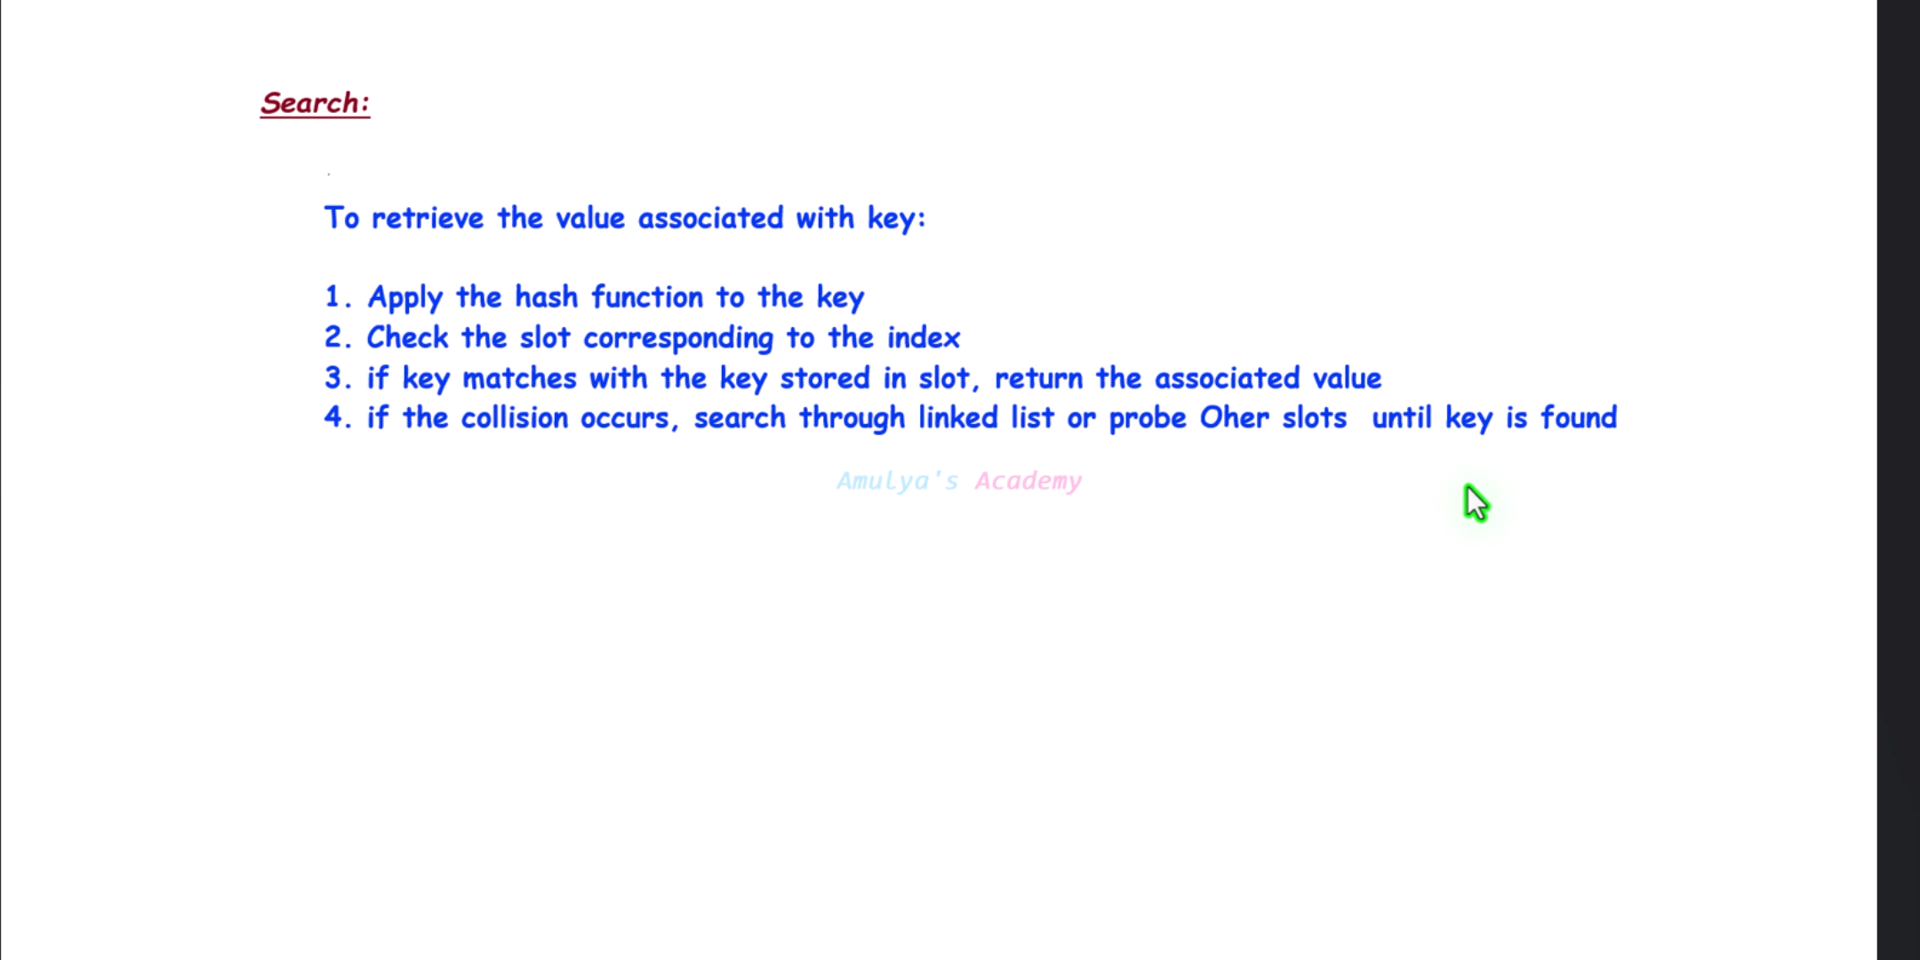 Search:
To retrieve the value associated with key:
1. Apply the hash function to the key
2. Check the slot corresponding to the index
3. if key matches with the key stored in slot, return the associated value
4. if the collision occurs, search through linked list or probe Oher slots  until key is found
Amulya's Academy